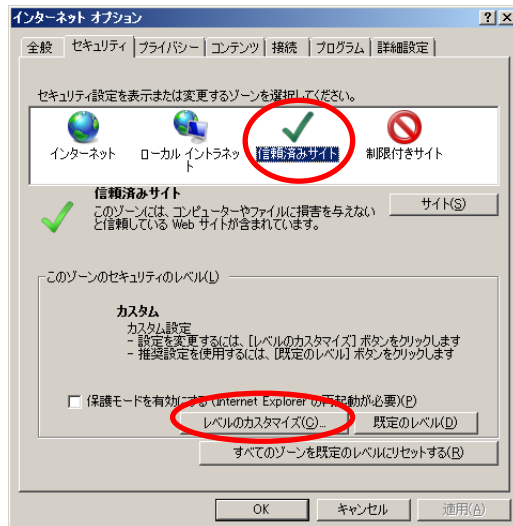 インターネット オプション
全般 セキュリティ プライバシー コンテンツ 接続 プログラム 詳細設定
セキュリティ設定を表示または変更するゾーンを選択してください。
インターネット ローカル イントラネット 信頼済みサイト 制限付きサイト
信頼済みサイト
このゾーンには、コンピューターやファイルに損害を与えない
と信頼している Web サイトが含まれています。
サイト(S)
このゾーンのセキュリティのレベル(L)
カスタム
カスタム設定
- 設定を変更するには、[レベルのカスタマイズ] ボタンをクリックします
- 推奨設定を使用するには、[既定のレベル] ボタンをクリックします
保護モードを有効にする (Internet Explorer の再起動が必要)(P)
レベルのカスタマイズ(C)... 既定のレベル(D)
すべてのゾーンを既定のレベルにリセットする(R)
OK キャンセル 適用(A)